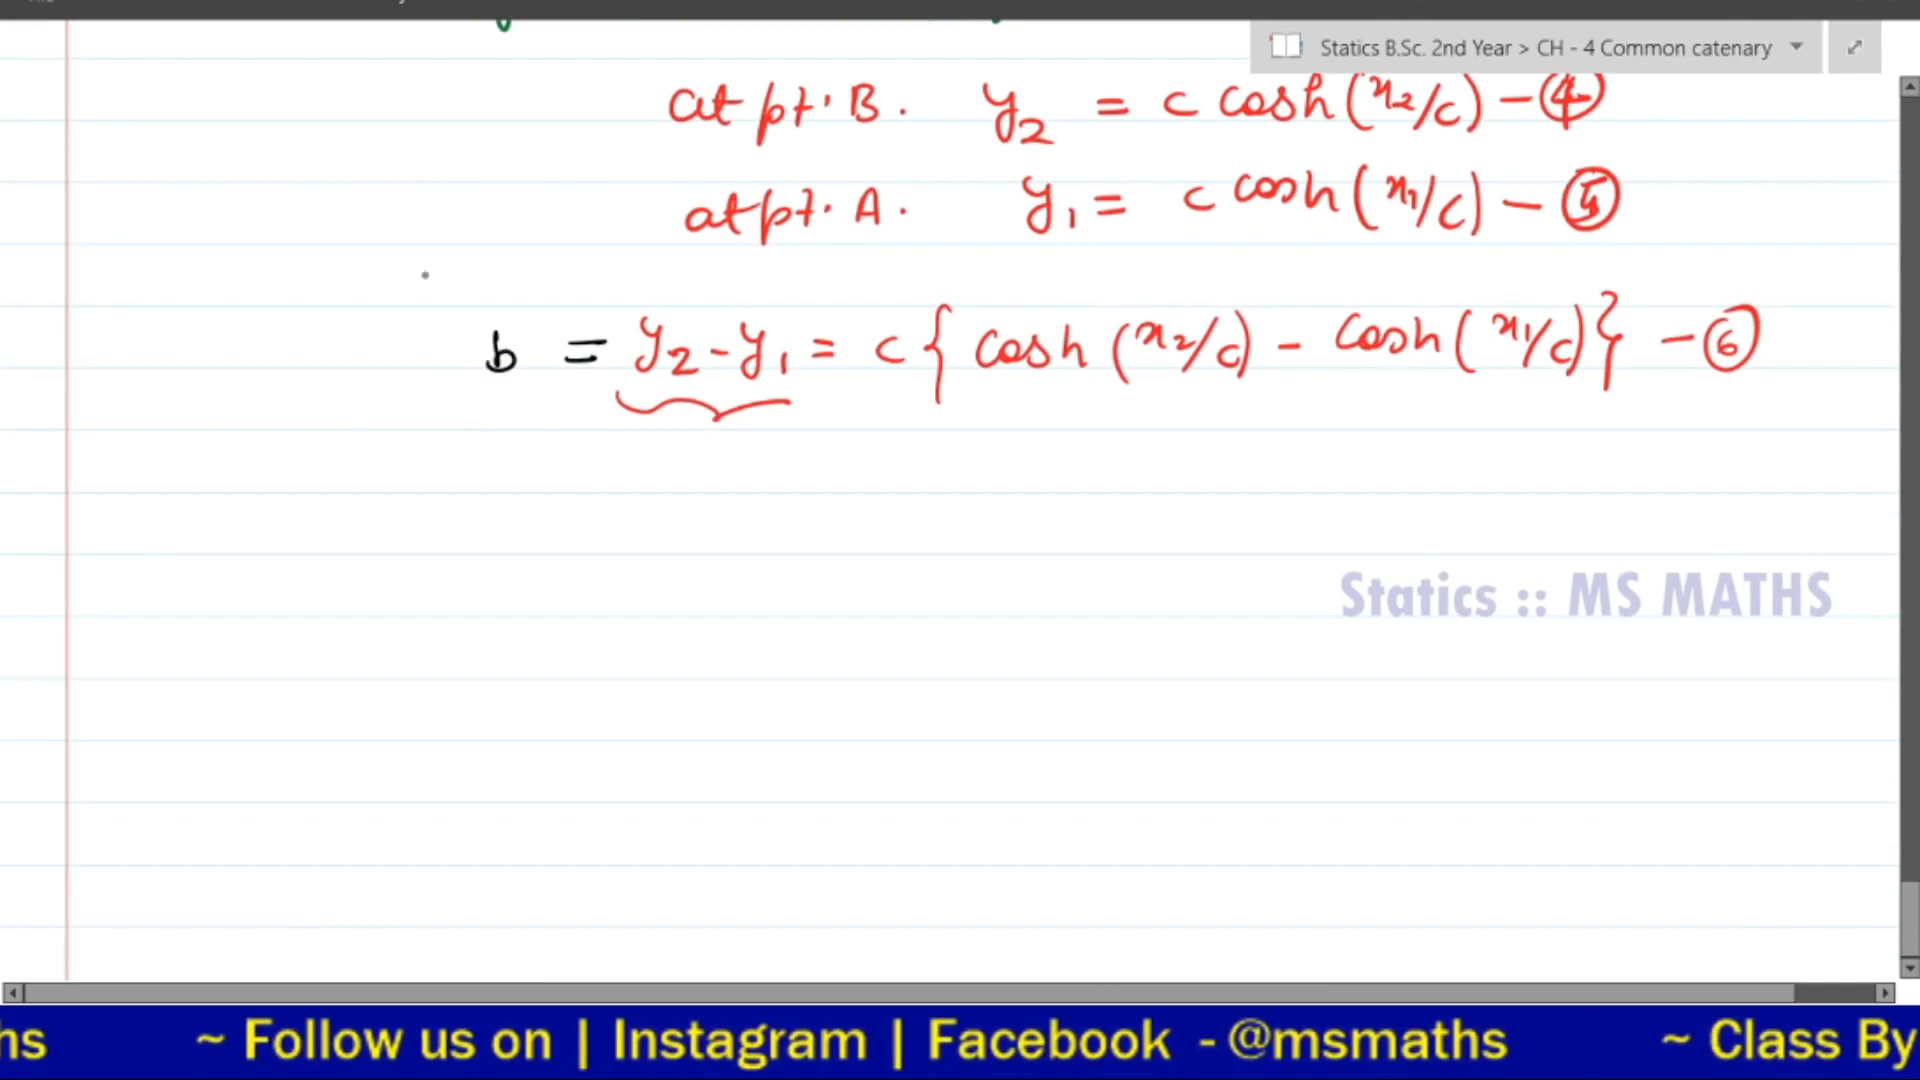 Statics B.Sc. 2nd Year > CH - 4 Common catenary
at pt. B. y₂ = c cosh(x₂/c) - ④
at pt. A. y₁ = c cosh(x₁/c) - ⑤
b = y₂ - y₁ = c { cosh (x₂/c) - cosh(x₁/c)} - ⑥
Statics :: MS MATHS
hs ~ Follow us on | Instagram | Facebook - @msmaths ~ Class By